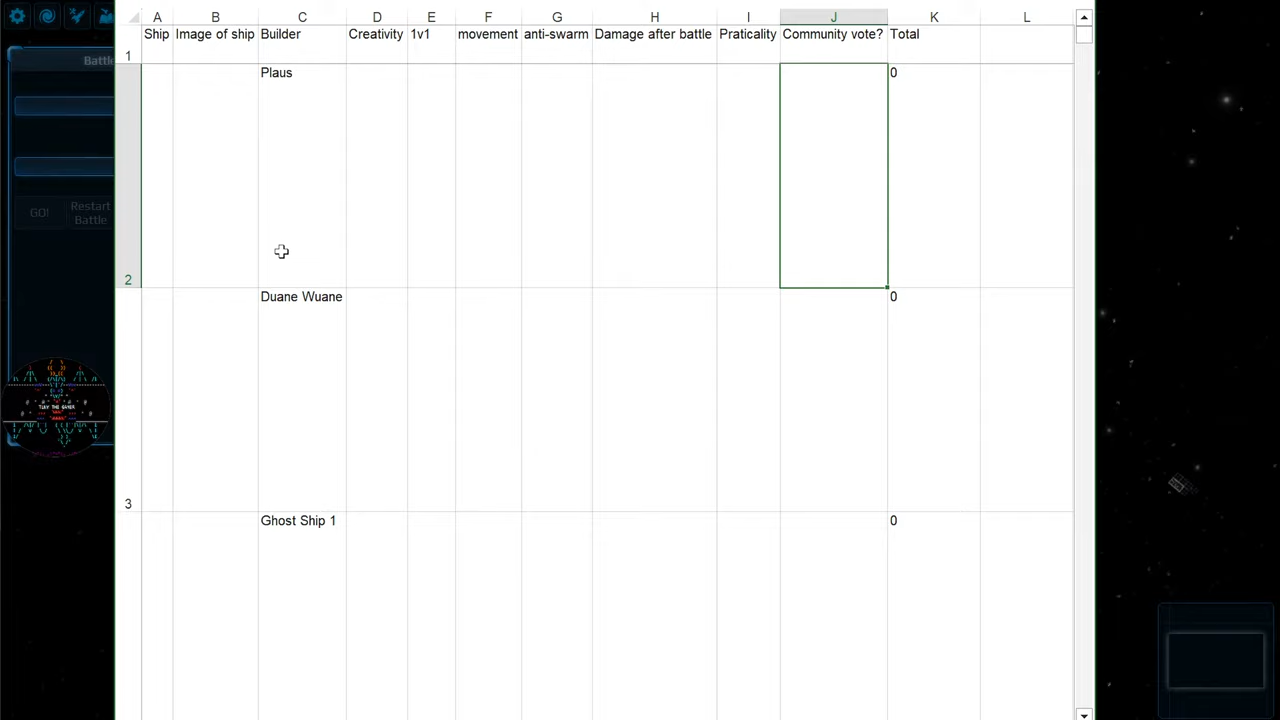 A B C D E F G H I J K L
Ship Image of ship Builder Creativity 1v1 movement anti-swarm Damage after battle Praticality Community vote? Total
1
Plaus 0
2
Duane Wuane 0
3
Ghost Ship 1 0
Battle
GO! Restart Battle